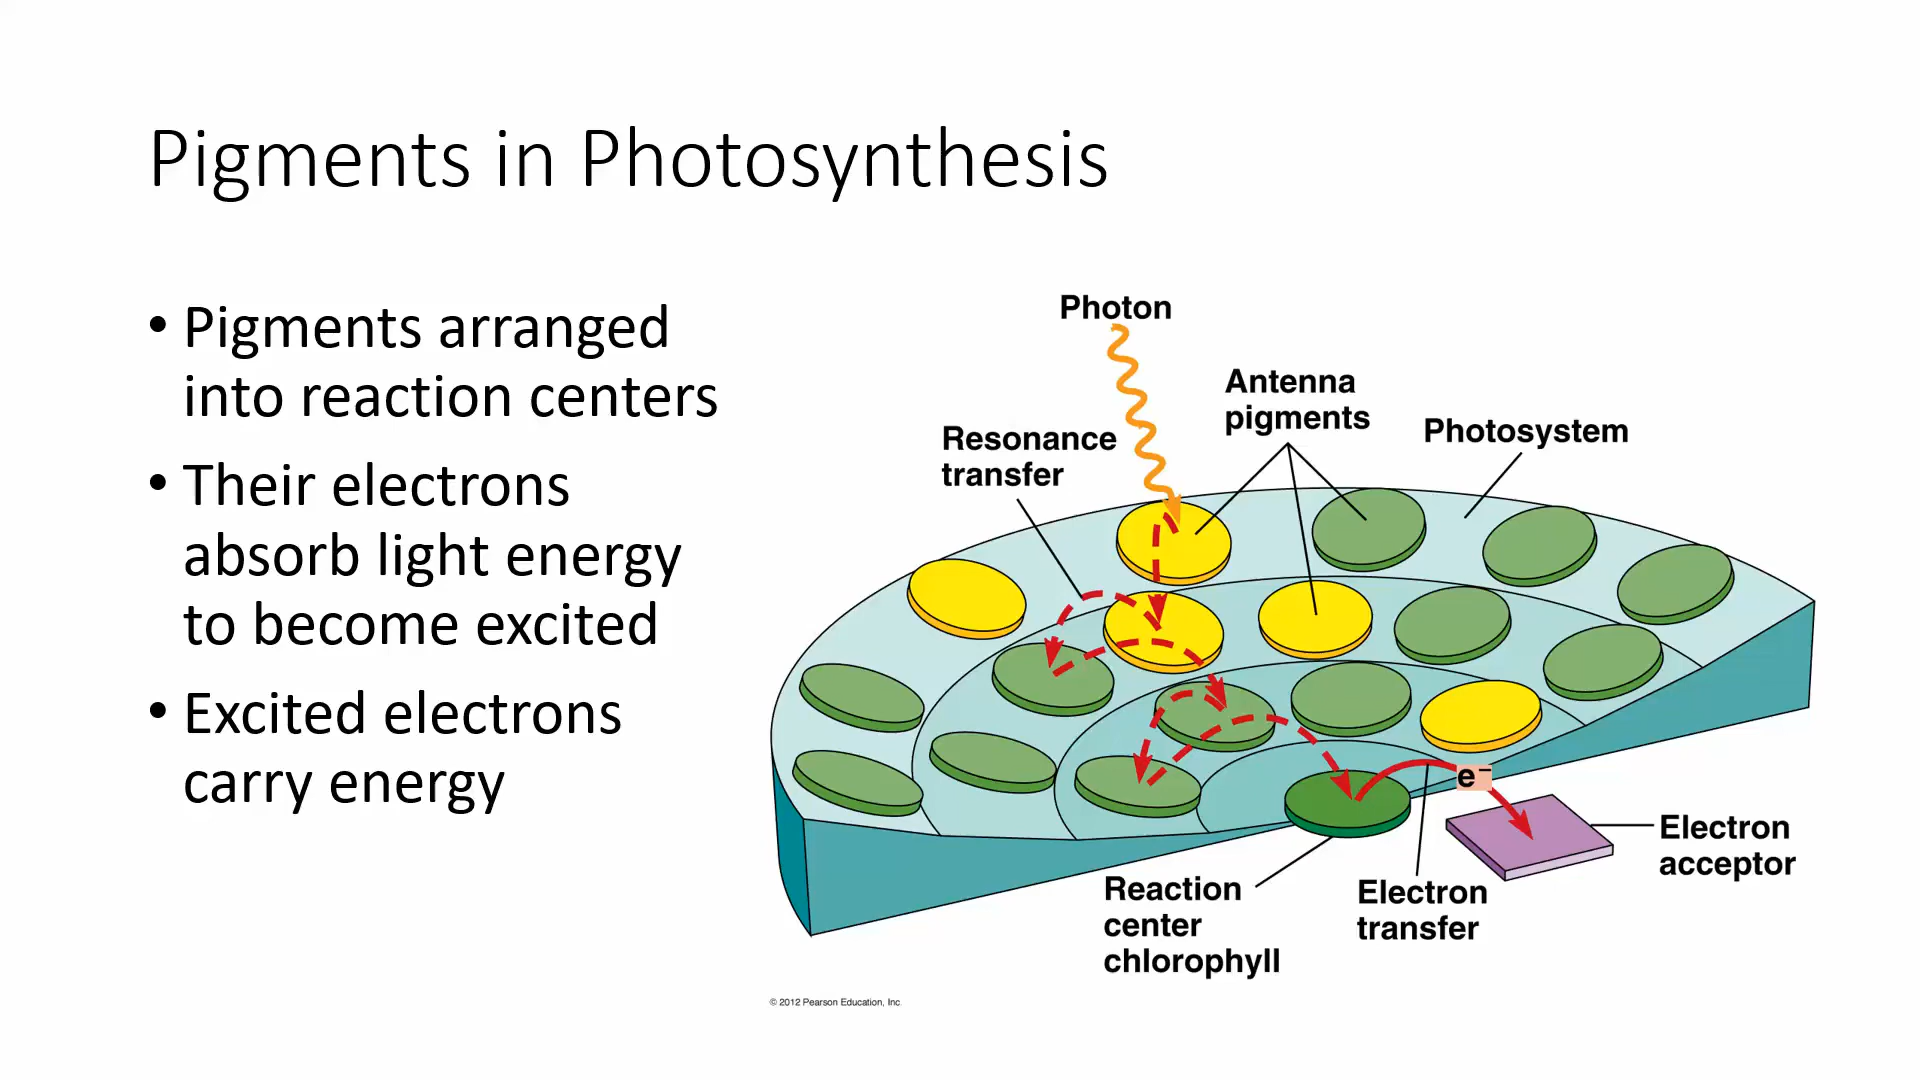 Pigments in Photosynthesis
• Pigments arranged
into reaction centers
• Their electrons
absorb light energy
to become excited
• Excited electrons
carry energy
Photon
Antenna
pigments
Photosystem
Resonance
transfer
e⁻
Electron
acceptor
Reaction
center
chlorophyll
Electron
transfer
© 2012 Pearson Education, Inc